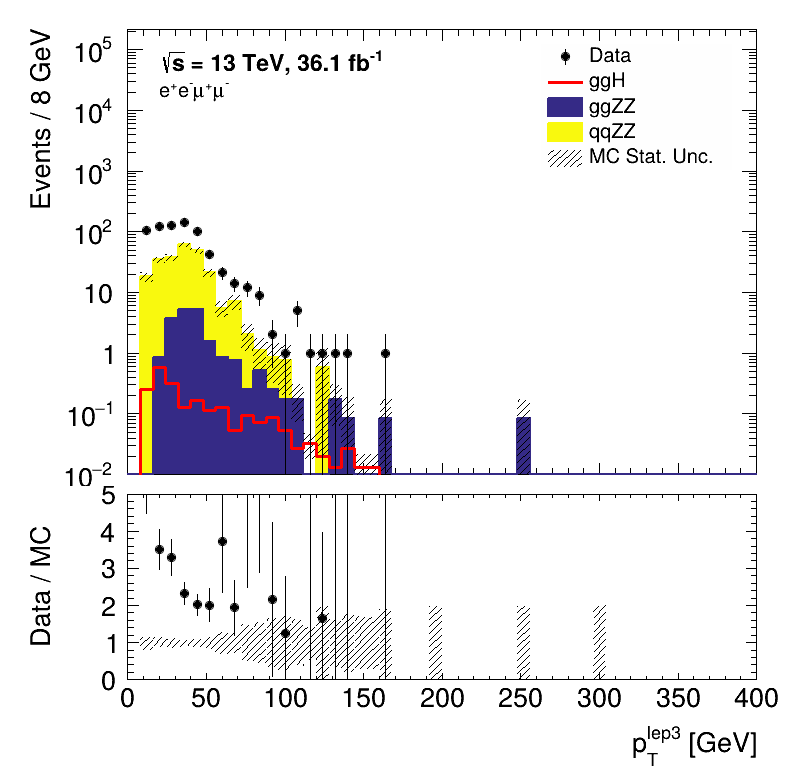 Events / 8 GeV
10⁵
10⁴
10³
10²
10
1
10⁻¹
10⁻²
√s = 13 TeV, 36.1 fb⁻¹
e⁺e⁻μ⁺μ⁻
Data
ggH
ggZZ
qqZZ
MC Stat. Unc.
Data / MC
5
4
3
2
1
0
0 50 100 150 200 250 300 350 400
p_T^lep3 [GeV]